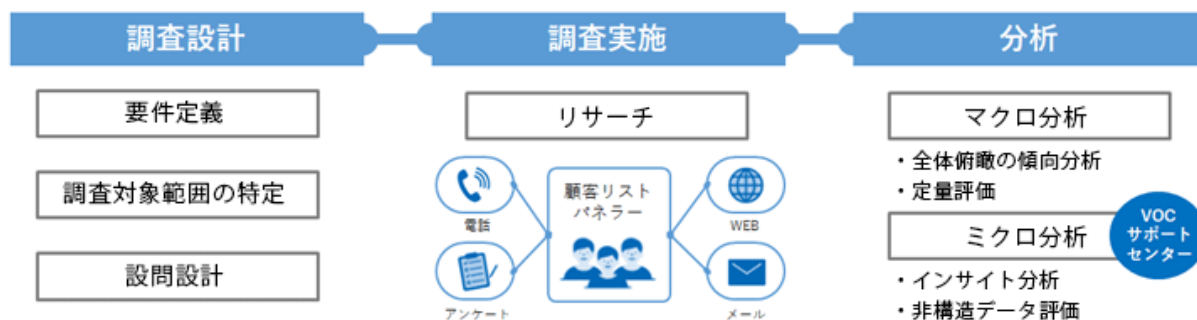 調査設計
調査実施
分析
要件定義
調査対象範囲の特定
設問設計
リサーチ
電話
アンケート
顧客リスト
パネラー
WEB
メール
マクロ分析
・全体俯瞰の傾向分析
・定量評価
ミクロ分析
VOC
サポート
センター
・インサイト分析
・非構造データ評価